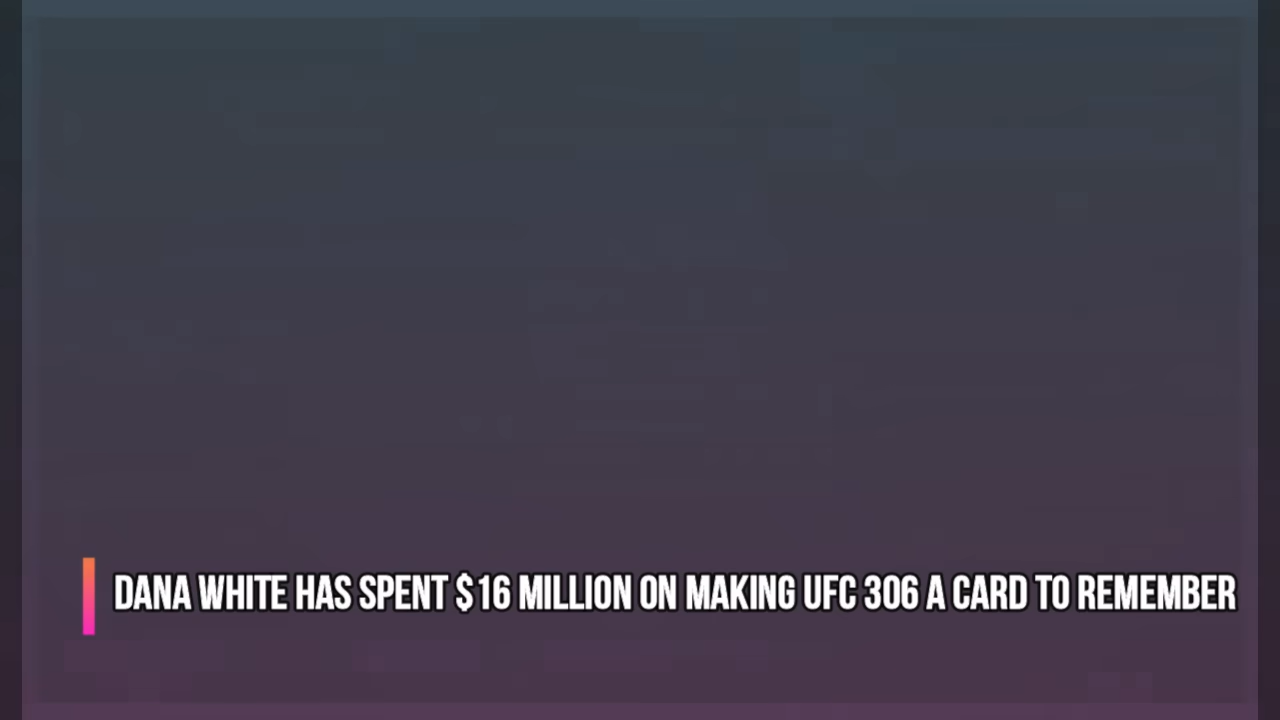 DANA WHITE HAS SPENT $16 MILLION ON MAKING UFC 306 A CARD TO REMEMBER